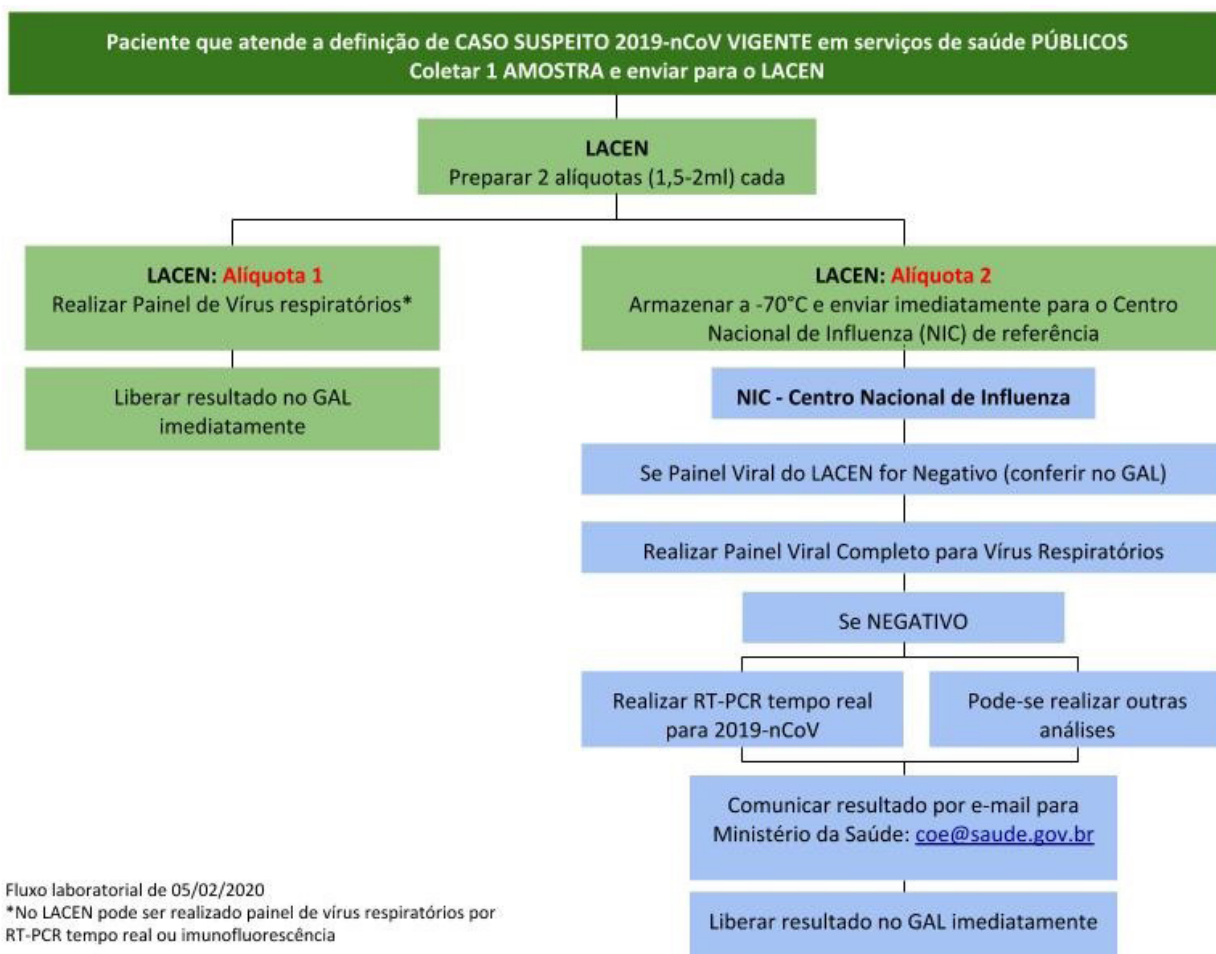 Paciente que atende a definição de CASO SUSPEITO 2019-nCoV VIGENTE em serviços de saúde PÚBLICOS
Coletar 1 AMOSTRA e enviar para o LACEN
LACEN
Preparar 2 alíquotas (1,5-2ml) cada
LACEN: Alíquota 1
Realizar Painel de Vírus respiratórios*
Liberar resultado no GAL
imediatamente
LACEN: Alíquota 2
Armazenar a -70°C e enviar imediatamente para o Centro
Nacional de Influenza (NIC) de referência
NIC - Centro Nacional de Influenza
Se Painel Viral do LACEN for Negativo (conferir no GAL)
Realizar Painel Viral Completo para Vírus Respiratórios
Se NEGATIVO
Realizar RT-PCR tempo real
para 2019-nCoV
Pode-se realizar outras
análises
Comunicar resultado por e-mail para
Ministério da Saúde: coe@saude.gov.br
Liberar resultado no GAL imediatamente
Fluxo laboratorial de 05/02/2020
*No LACEN pode ser realizado painel de vírus respiratórios por
RT-PCR tempo real ou imunofluorescência